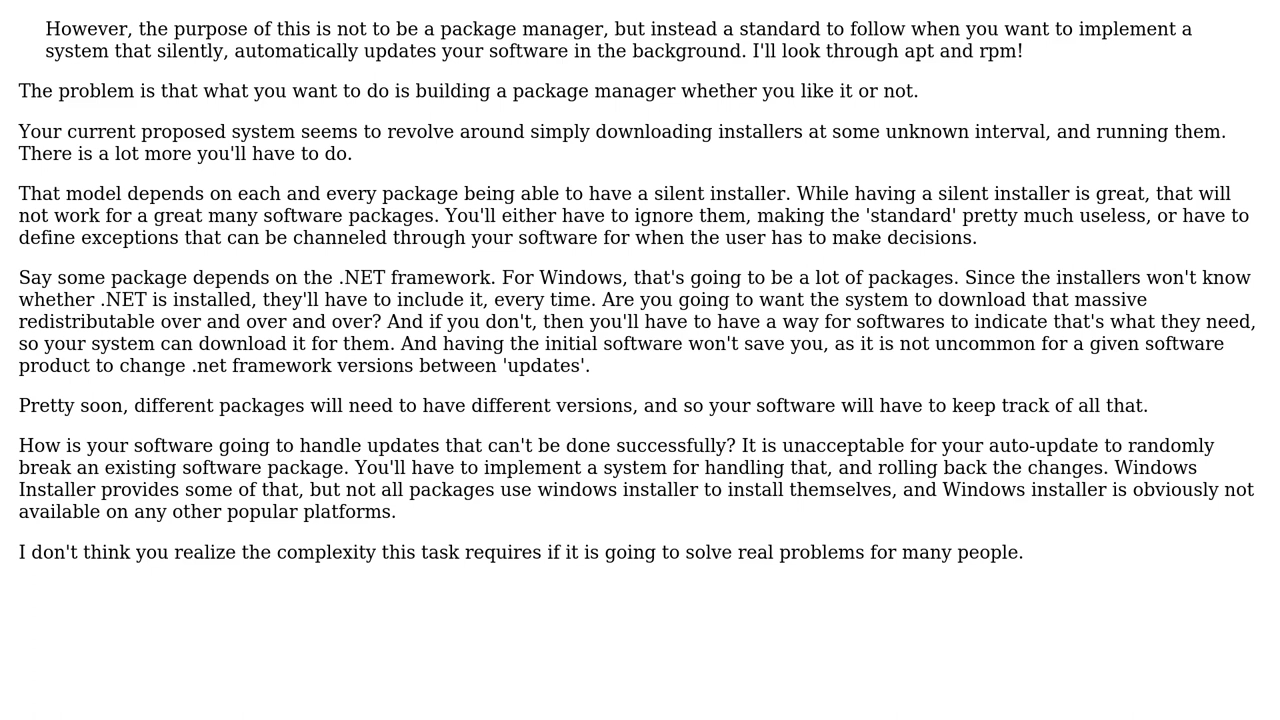 However, the purpose of this is not to be a package manager, but instead a standard to follow when you want to implement a
system that silently, automatically updates your software in the background. I'll look through apt and rpm!
The problem is that what you want to do is building a package manager whether you like it or not.
Your current proposed system seems to revolve around simply downloading installers at some unknown interval, and running them.
There is a lot more you'll have to do.
That model depends on each and every package being able to have a silent installer. While having a silent installer is great, that will
not work for a great many software packages. You'll either have to ignore them, making the 'standard' pretty much useless, or have to
define exceptions that can be channeled through your software for when the user has to make decisions.
Say some package depends on the .NET framework. For Windows, that's going to be a lot of packages. Since the installers won't know
whether .NET is installed, they'll have to include it, every time. Are you going to want the system to download that massive
redistributable over and over and over? And if you don't, then you'll have to have a way for softwares to indicate that's what they need,
so your system can download it for them. And having the initial software won't save you, as it is not uncommon for a given software
product to change .net framework versions between 'updates'.
Pretty soon, different packages will need to have different versions, and so your software will have to keep track of all that.
How is your software going to handle updates that can't be done successfully? It is unacceptable for your auto-update to randomly
break an existing software package. You'll have to implement a system for handling that, and rolling back the changes. Windows
Installer provides some of that, but not all packages use windows installer to install themselves, and Windows installer is obviously not
available on any other popular platforms.
I don't think you realize the complexity this task requires if it is going to solve real problems for many people.